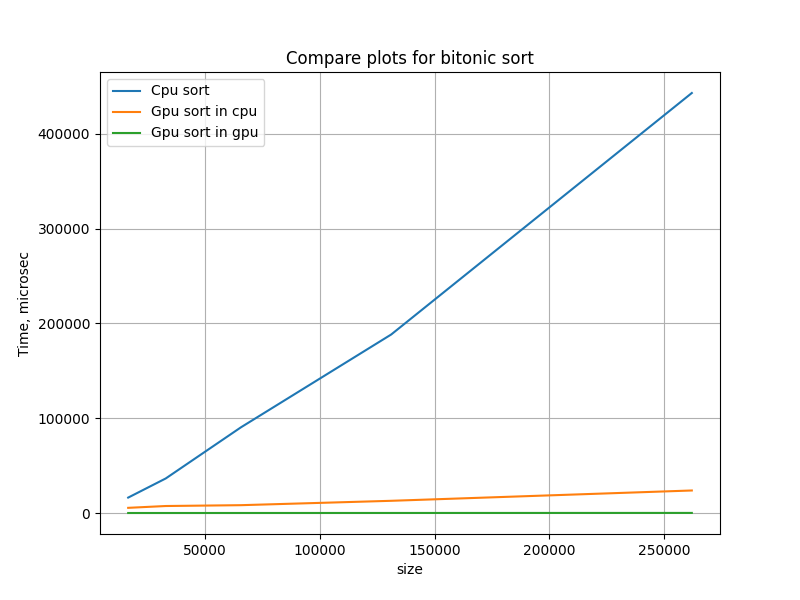 Compare plots for bitonic sort
Cpu sort
Gpu sort in cpu
Gpu sort in gpu
Time, microsec
400000
300000
200000
100000
0
50000 100000 150000 200000 250000
size